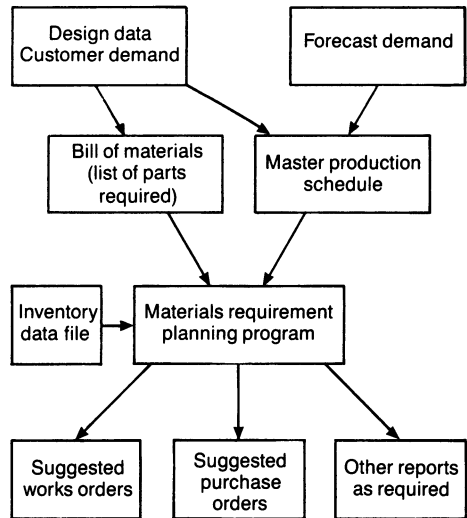 Design data
Customer demand
Forecast demand
Bill of materials
(list of parts
required)
Master production
schedule
Inventory
data file
Materials requirement
planning program
Suggested
works orders
Suggested
purchase
orders
Other reports
as required